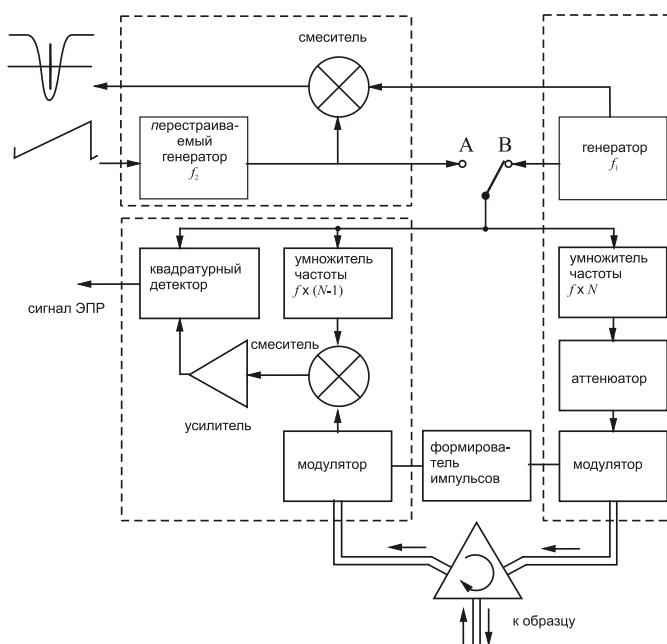 смеситель
перестраива-
емый
генератор
f₂
A
B
генератор
f₁
квадратурный
детектор
умножитель
частоты
f x (N-1)
умножитель
частоты
f x N
сигнал ЭПР
смеситель
усилитель
аттенюатор
модулятор
формирова-
тель
импульсов
модулятор
к образцу